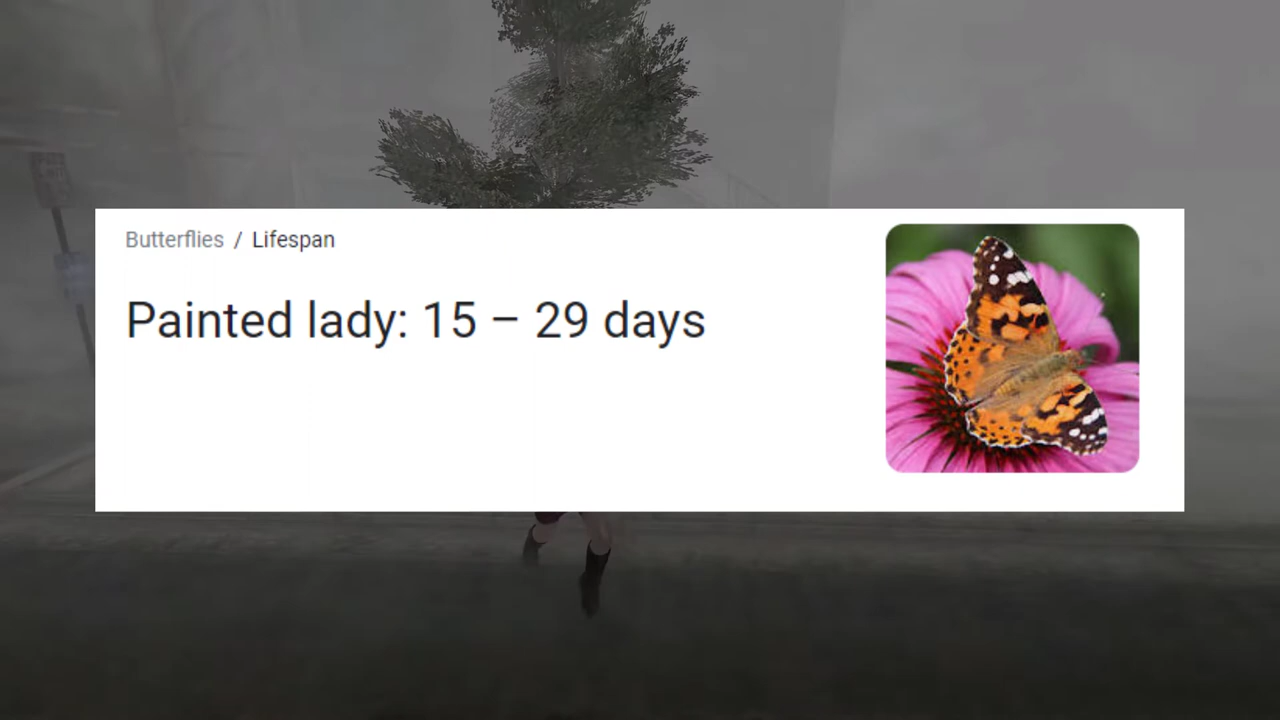 Butterflies / Lifespan
Painted lady: 15 – 29 days